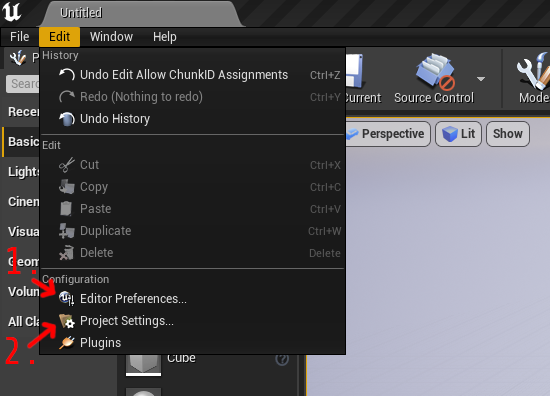 Untitled
File Edit Window Help
History
Undo Edit Allow ChunkID Assignments Ctrl+Z
Redo (Nothing to redo) Ctrl+Y
Undo History
Edit
Cut Ctrl+X
Copy Ctrl+C
Paste Ctrl+V
Duplicate Ctrl+W
Delete Delete
Configuration
1.
Editor Preferences...
Project Settings...
2.
Plugins
P
Sear
Recen
Basic
Lights
Cinem
Visua
Geom
Volum
All Cla
Cube
urrent Source Control Mode
Perspective Lit Show